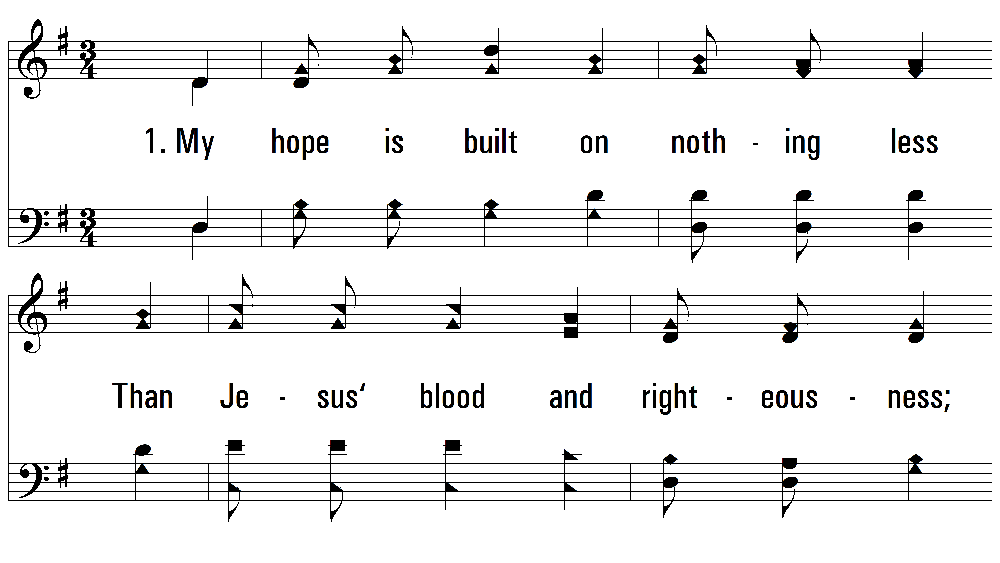 1. My hope is built on noth - ing less
Than Je - sus‘ blood and right - eous - ness;